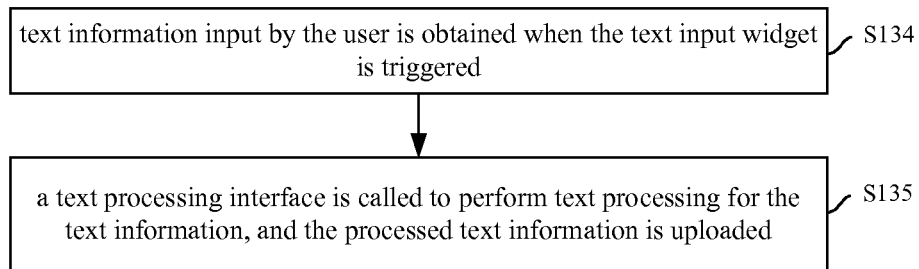 text information input by the user is obtained when the text input widget
is triggered
S134
a text processing interface is called to perform text processing for the
text information, and the processed text information is uploaded
S135